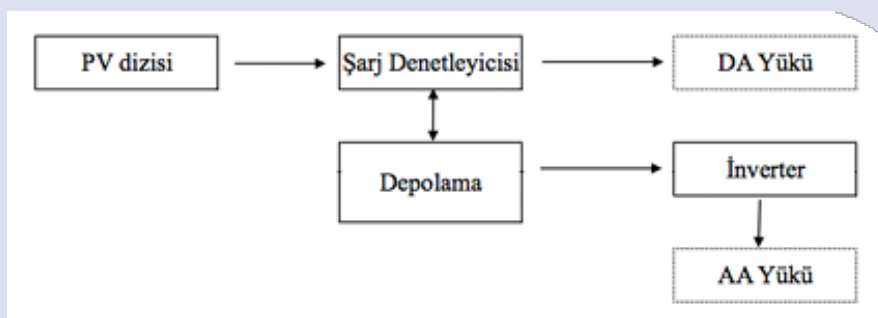 PV dizisi
Şarj Denetleyicisi
DA Yükü
Depolama
İnverter
AA Yükü